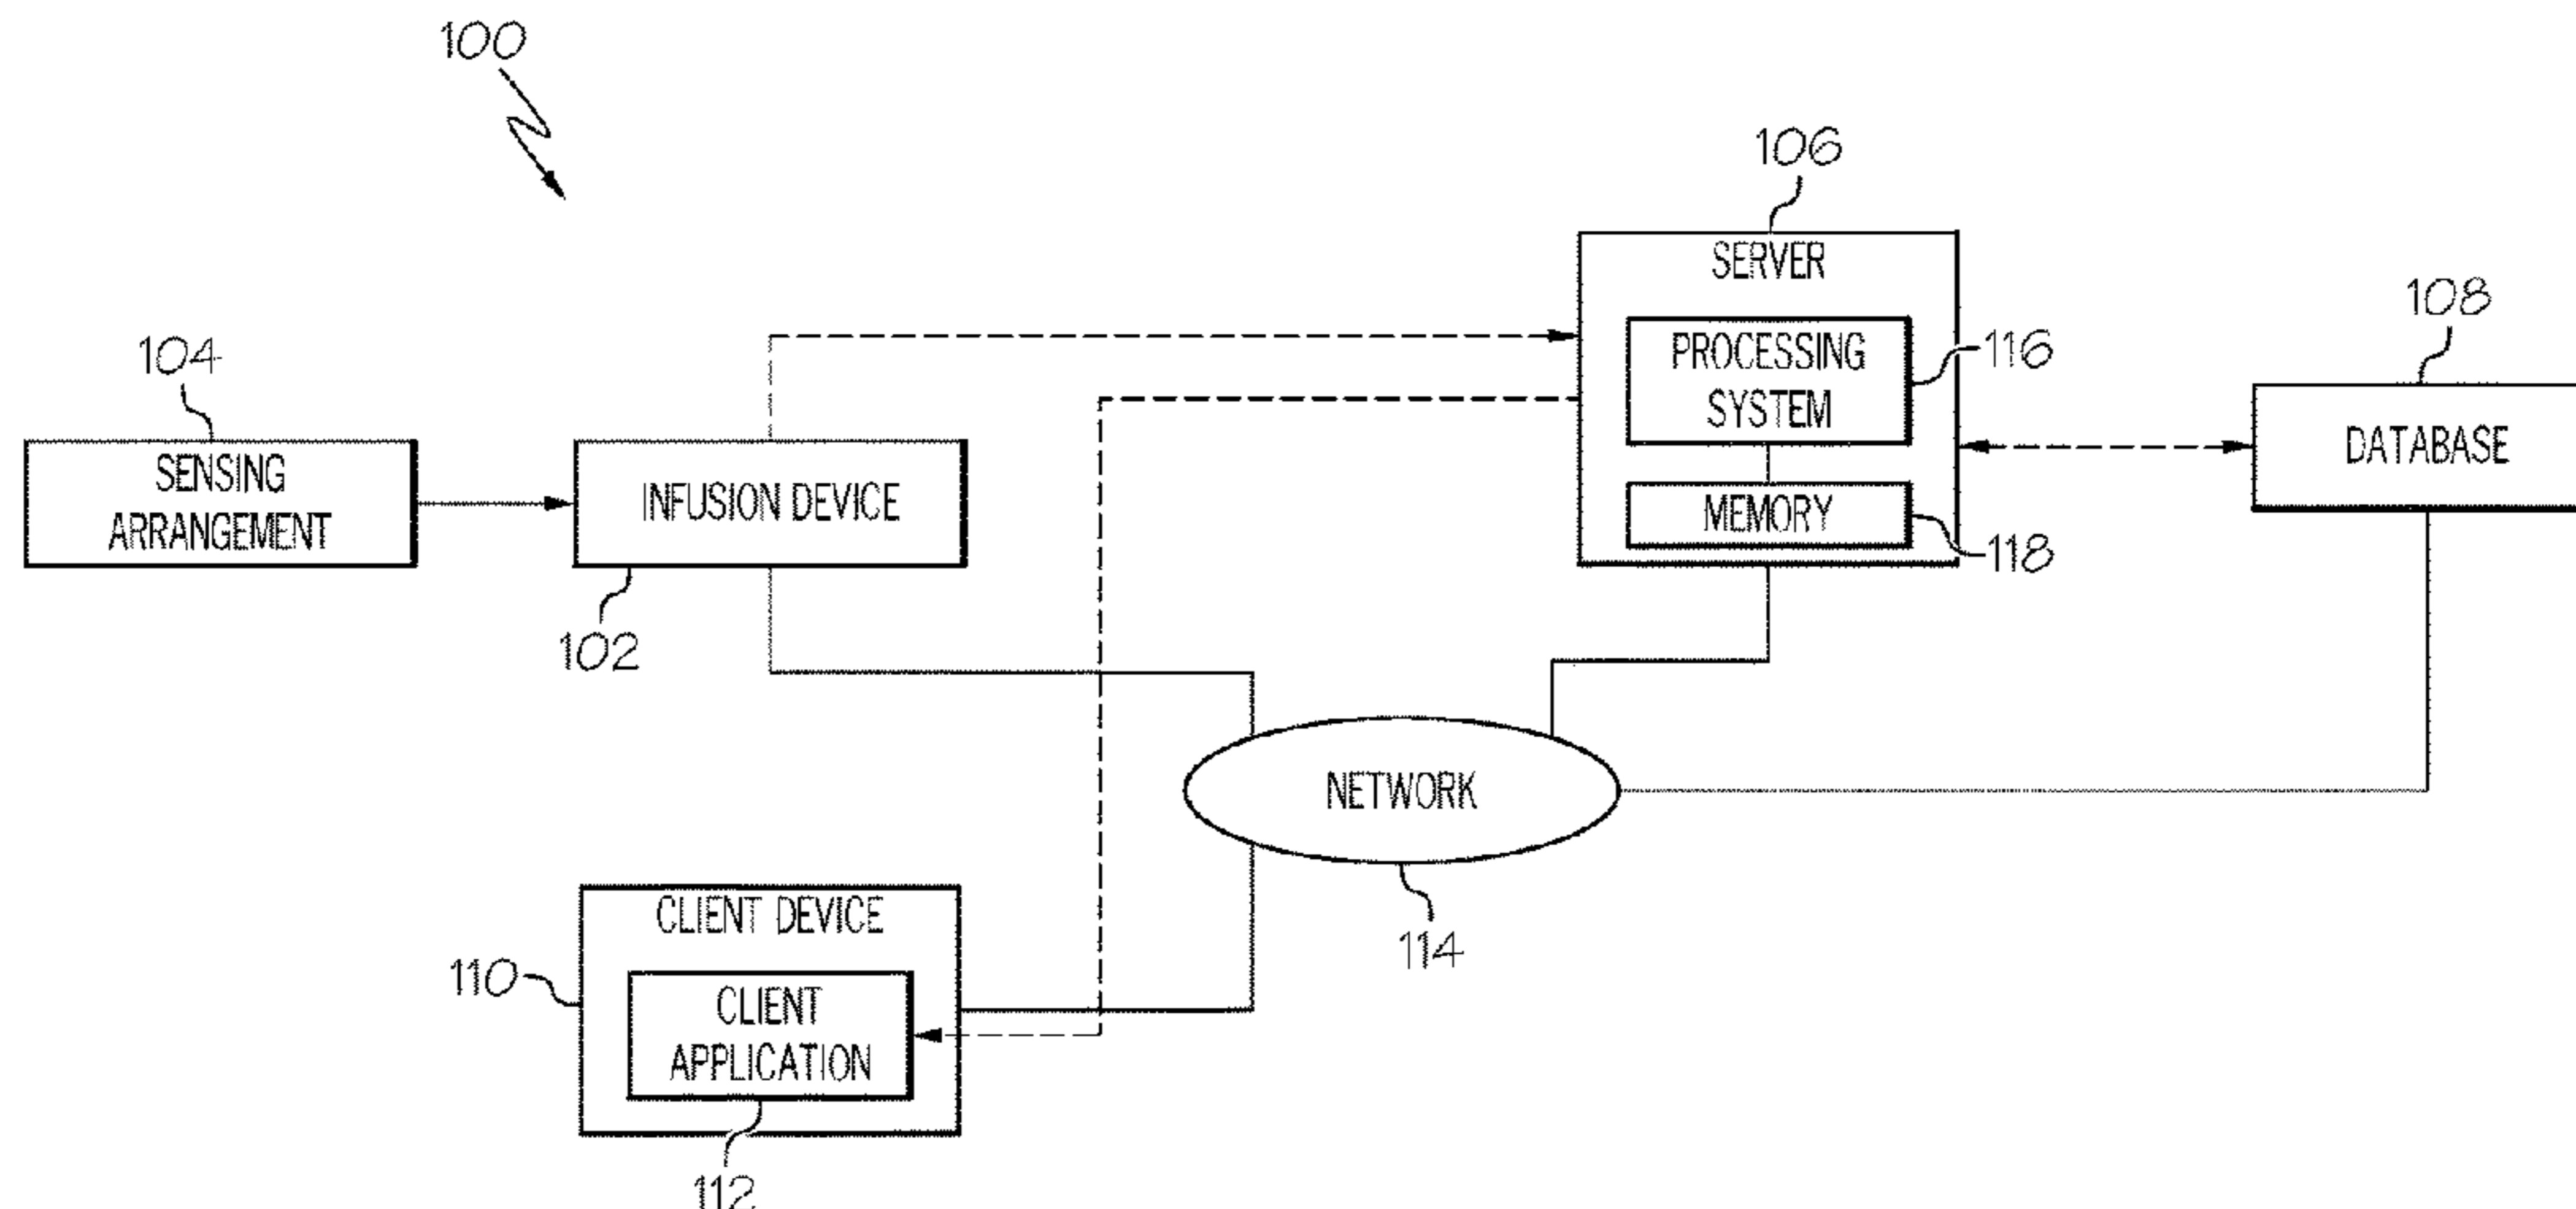 100
106
SERVER
108
104
PROCESSING
SYSTEM
116
SENSING
ARRANGEMENT
INFUSION DEVICE
DATABASE
MEMORY
118
102
NETWORK
CLIENT DEVICE
114
110
CLIENT
APPLICATION
112